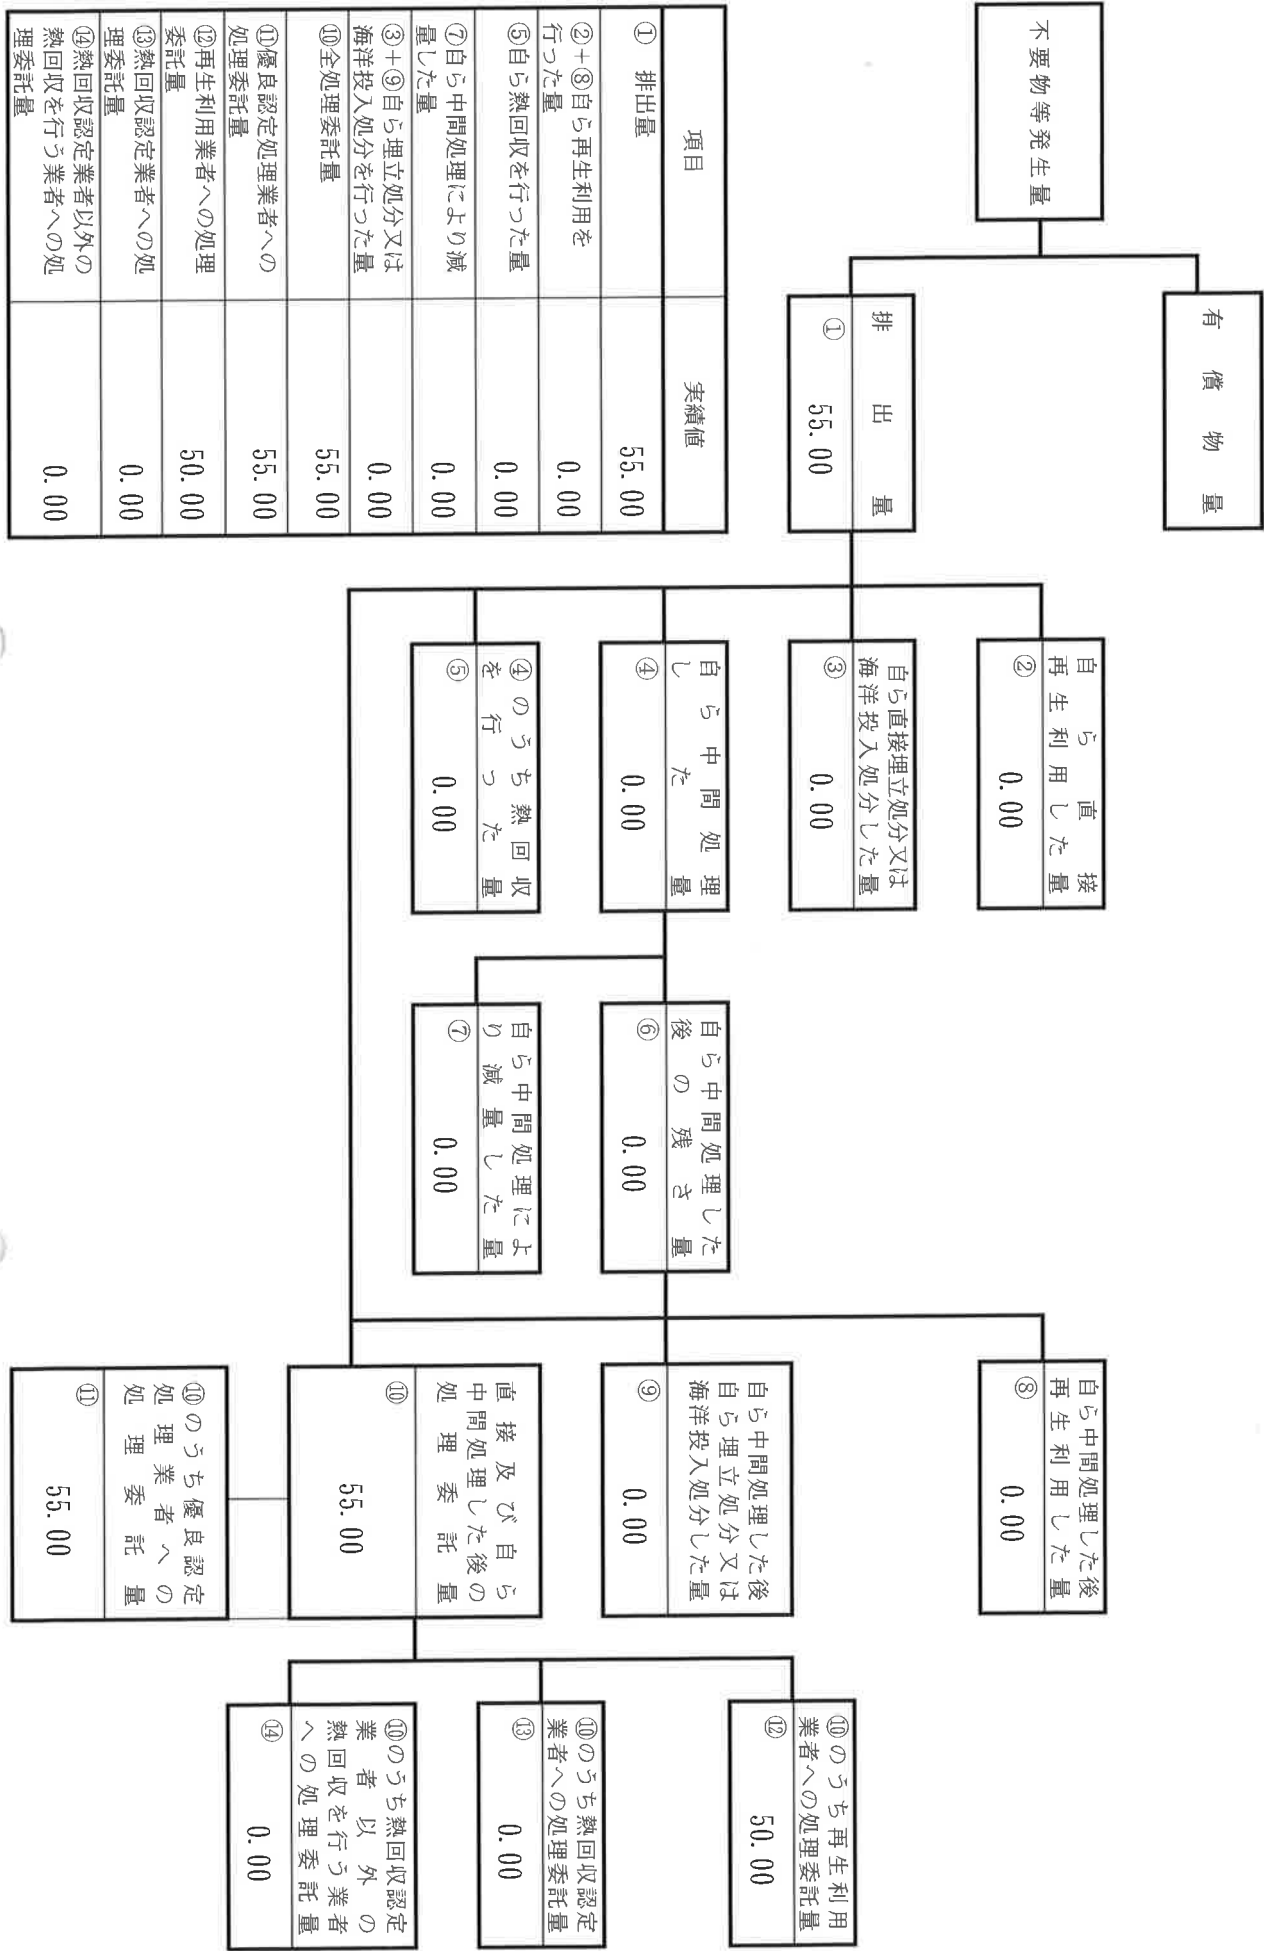 不要物等発生量
有償物量
排出量
① 55.00
自ら直接
再生利用した量
② 0.00
自ら直接埋立処分又は
海洋投入処分した量
③ 0.00
自ら中間処理
した量
④ 0.00
④のうち熱回収
を行った量
⑤ 0.00
自ら中間処理した
後の残さ量
⑥ 0.00
自ら中間処理によ
り減量した量
⑦ 0.00
自ら中間処理した後
再生利用した量
⑧ 0.00
自ら中間処理した後
自ら埋立処分又は
海洋投入処分した量
⑨ 0.00
直接及び自ら
中間処理した後の
処理委託量
⑩ 55.00
⑩のうち優良認定
処理業者への
処理委託量
⑪ 55.00
⑩のうち再生利用
業者への処理委託量
⑫ 50.00
⑩のうち熱回収認定
業者への処理委託量
⑬ 0.00
⑩のうち熱回収認定
業者以外の
熱回収を行う業者
への処理委託量
⑭ 0.00
項目 実績値
① 排出量 55.00
②+⑧自ら再生利用を
行った量 0.00
⑤自ら熱回収を行った量 0.00
⑦自ら中間処理により減
量した量 0.00
③+⑨自ら埋立処分又は
海洋投入処分を行った量 0.00
⑩全処理委託量 55.00
⑪優良認定処理業者への
処理委託量 55.00
⑫再生利用業者への処理
委託量 50.00
⑬熱回収認定業者への処
理委託量 0.00
⑭熱回収認定業者以外の
熱回収を行う業者への処
理委託量 0.00